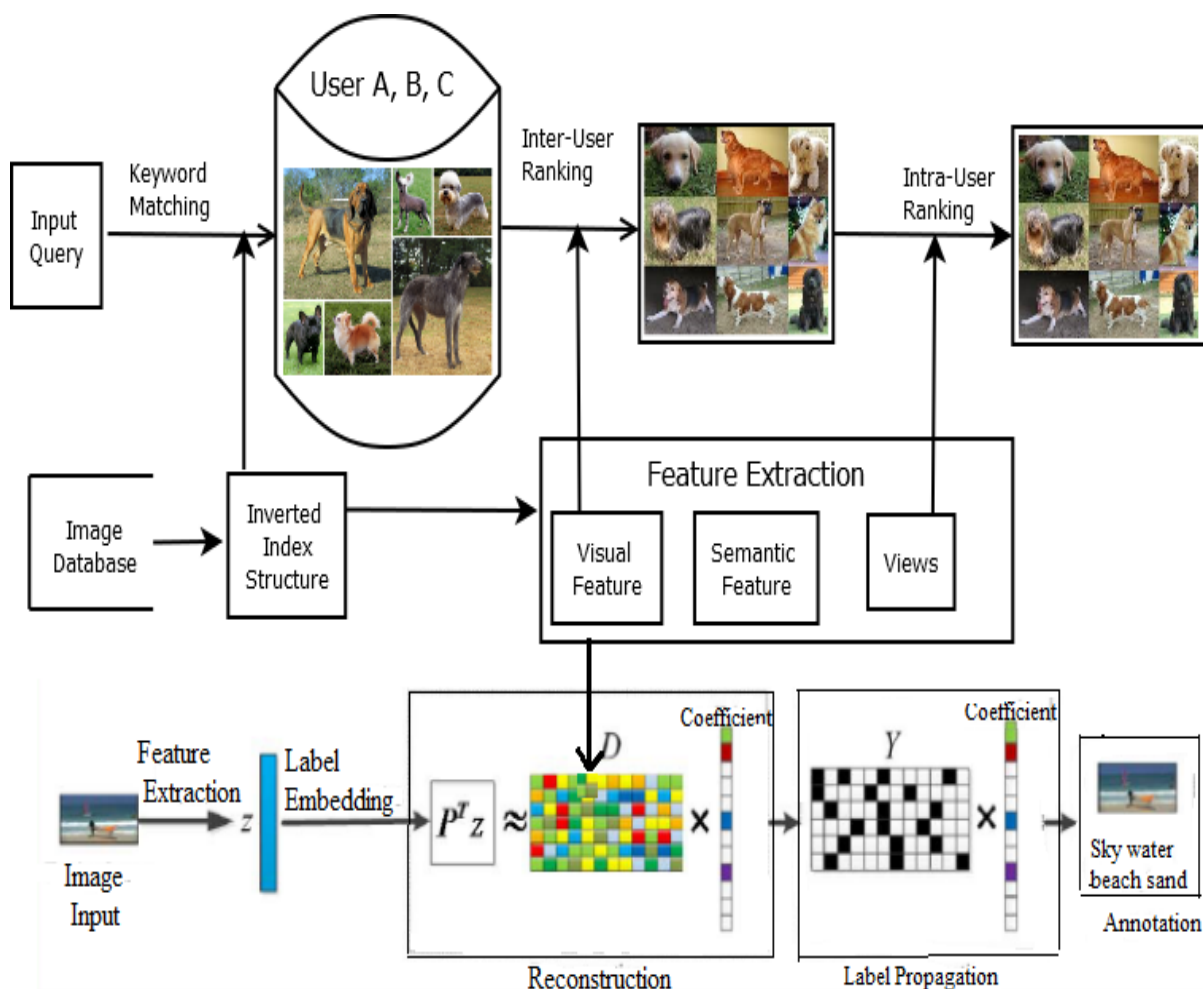 User A, B, C
Input
Query
Keyword
Matching
Inter-User
Ranking
Intra-User
Ranking
Image
Database
Inverted
Index
Structure
Feature Extraction
Visual
Feature
Semantic
Feature
Views
Image
Input
Feature
Extraction
z
Label
Embedding
Pᵀz ≈
D
×
Coefficient
Reconstruction
Y
×
Coefficient
Label Propagation
Sky water
beach sand
Annotation